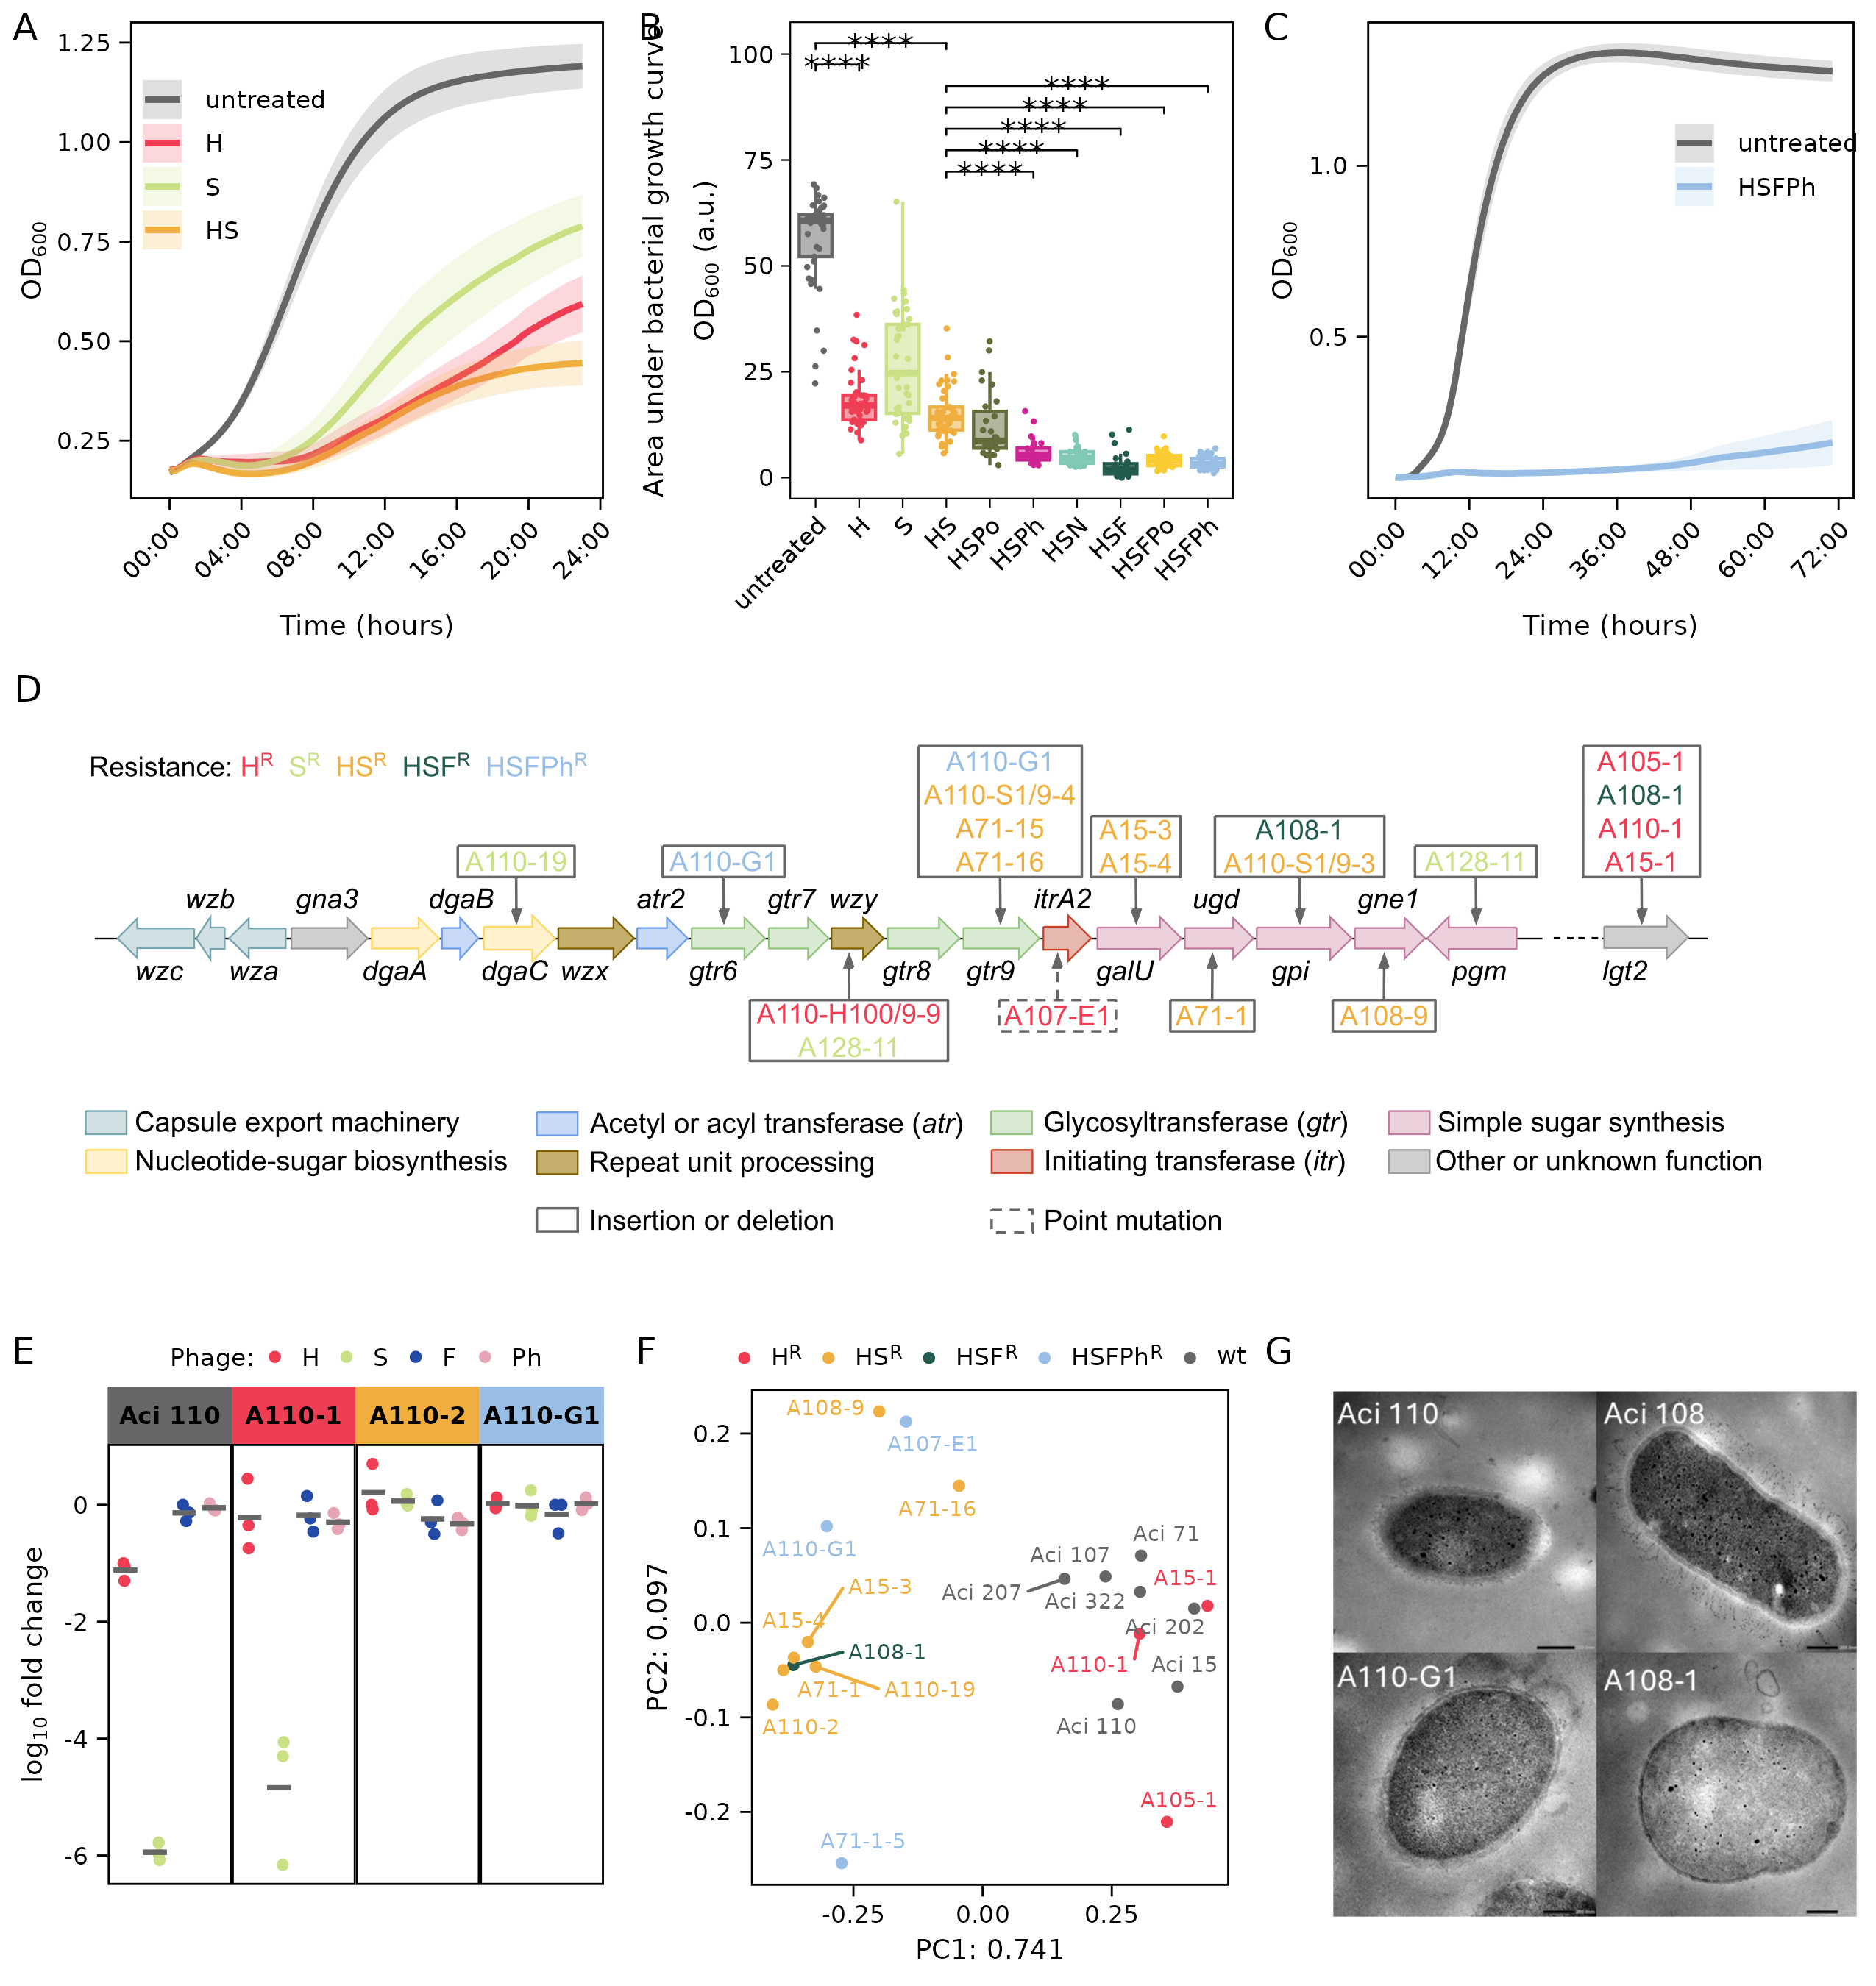 A
OD600
1.25
1.00
0.75
0.50
0.25
untreated
H
S
HS
00:00
04:00
08:00
12:00
16:00
20:00
24:00
Time (hours)
B
Area under bacterial growth curve
OD600 (a.u.)
100
75
50
25
0
****
****
****
****
****
****
****
untreated
H
S
HS
HSPo
HSPh
HSN
HSF
HSFPo
HSFPh
C
OD600
1.0
0.5
untreated
HSFPh
00:00
12:00
24:00
36:00
48:00
60:00
72:00
Time (hours)
D
Resistance: H^R S^R HS^R HSF^R HSFPh^R
A110-G1
A110-S1/9-4
A71-15
A71-16
A105-1
A108-1
A110-1
A15-1
A15-3
A15-4
A108-1
A110-S1/9-3
A110-19
A110-G1
A128-11
wzb gna3 dgaB atr2 gtr7 wzy itrA2 ugd gne1
wzc wza dgaA dgaC wzx gtr6 gtr8 gtr9 galU gpi pgm lgt2
A110-H100/9-9
A128-11
A107-E1
A71-1
A108-9
Capsule export machinery
Acetyl or acyl transferase (atr)
Glycosyltransferase (gtr)
Simple sugar synthesis
Nucleotide-sugar biosynthesis
Repeat unit processing
Initiating transferase (itr)
Other or unknown function
Insertion or deletion
Point mutation
E
Phage: H S F Ph
Aci 110
A110-1
A110-2
A110-G1
log10 fold change
0
-2
-4
-6
F
H^R HS^R HSF^R HSFPh^R wt
PC2: 0.097
0.2
0.1
0.0
-0.1
-0.2
A108-9
A107-E1
A71-16
A110-G1
Aci 71
Aci 107
A15-3
A15-1
Aci 207
Aci 322
A15-4
Aci 202
A108-1
A110-1
Aci 15
A71-1
A110-19
A110-2
Aci 110
A105-1
A71-1-5
-0.25
0.00
0.25
PC1: 0.741
G
Aci 110
Aci 108
A110-G1
A108-1